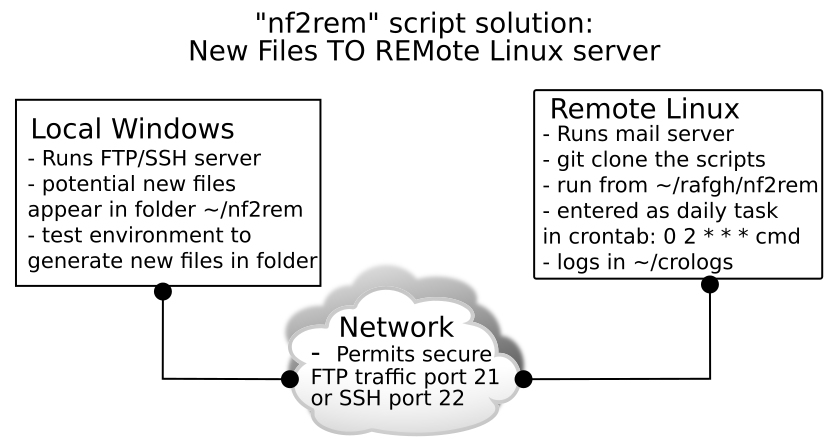 "nf2rem" script solution:
New Files TO REMote Linux server
Local Windows
- Runs FTP/SSH server
- potential new files
appear in folder ~/nf2rem
- test environment to
generate new files in folder
Remote Linux
- Runs mail server
- git clone the scripts
- run from ~/rafgh/nf2rem
- entered as daily task
in crontab: 0 2 * * * cmd
- logs in ~/crologs
Network
- Permits secure
FTP traffic port 21
or SSH port 22